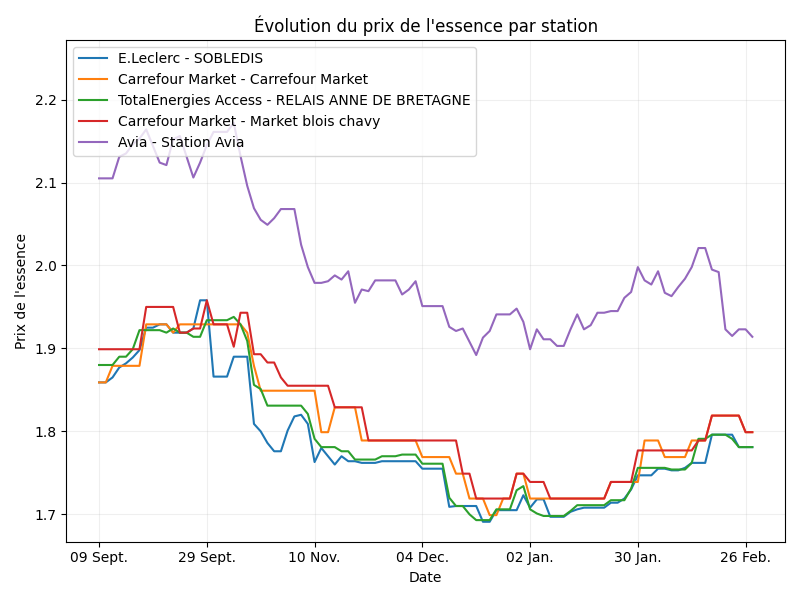 Évolution du prix de l'essence par station
E.Leclerc - SOBLEDIS
Carrefour Market - Carrefour Market
TotalEnergies Access - RELAIS ANNE DE BRETAGNE
Carrefour Market - Market blois chavy
Avia - Station Avia
Prix de l'essence
2.2
2.1
2.0
1.9
1.8
1.7
09 Sept.
29 Sept.
10 Nov.
04 Dec.
02 Jan.
30 Jan.
26 Feb.
Date